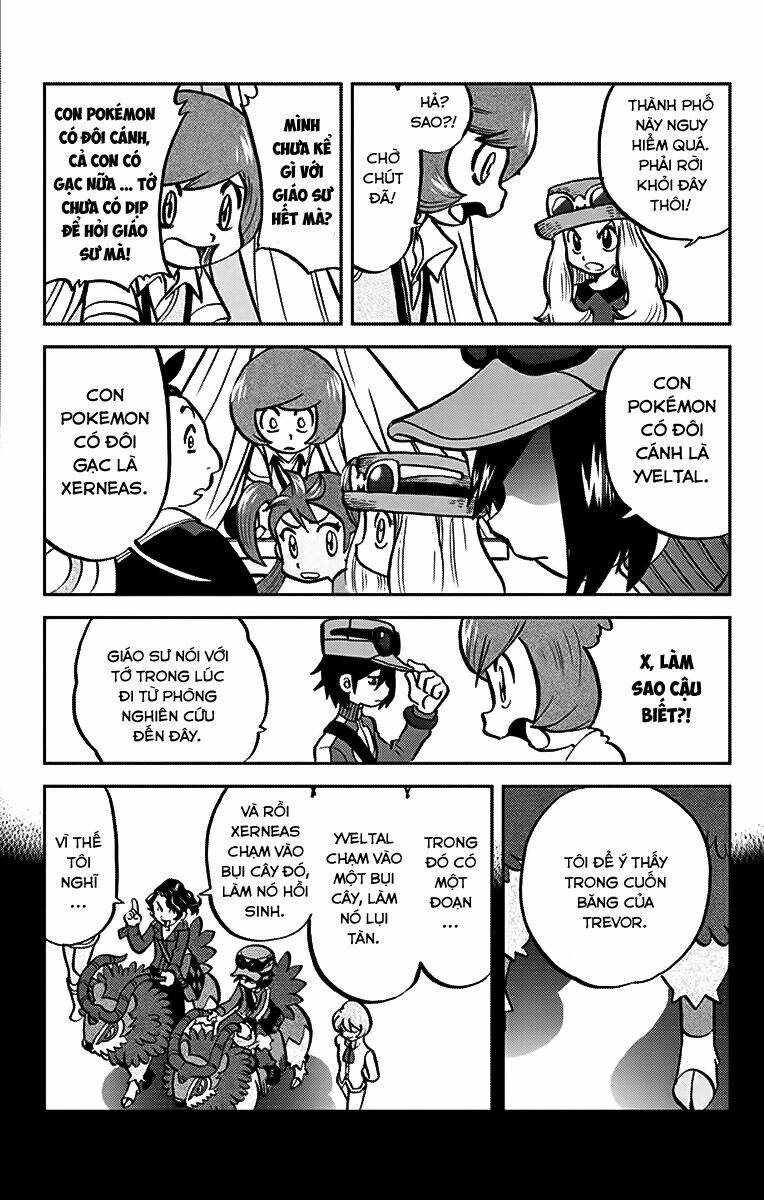 THÀNH PHỐ
NÀY NGUY
HIỂM QUÁ.
PHẢI RỜI
KHỎI ĐÂY
THÔI!
HẢ?
SAO?!
CHỜ
CHÚT
ĐÃ!
MÌNH
CHƯA KỂ
GÌ VỚI
GIÁO SƯ
HẾT MÀ?
CON POKÉMON
CÓ ĐÔI CÁNH,
CẢ CON CÓ
GẠC NỮA ... TỚ
CHƯA CÓ DỊP
ĐỂ HỎI GIÁO
SƯ MÀ!
CON
POKÉMON
CÓ ĐÔI
CÁNH LÀ
YVELTAL.
CON
POKEMON
CÓ ĐÔI
GẠC LÀ
XERNEAS.
X, LÀM
SAO CẬU
BIẾT?!
GIÁO SƯ NÓI VỚI
TỚ TRONG LÚC
ĐI TỪ PHÒNG
NGHIÊN CỨU
ĐẾN ĐÂY.
TÔI ĐỂ Ý THẤY
TRONG CUỐN
BĂNG CỦA
TREVOR.
TRONG
ĐÓ CÓ
MỘT
ĐOẠN
...
YVELTAL
CHẠM VÀO
MỘT BỤI
CÂY, LÀM
NÓ LỤI
TÀN.
VÀ RỒI
XERNEAS
CHẠM VÀO
BỤI CÂY ĐÓ,
LÀM NÓ HỒI
SINH.
VÌ THẾ
TÔI
NGHĨ
...